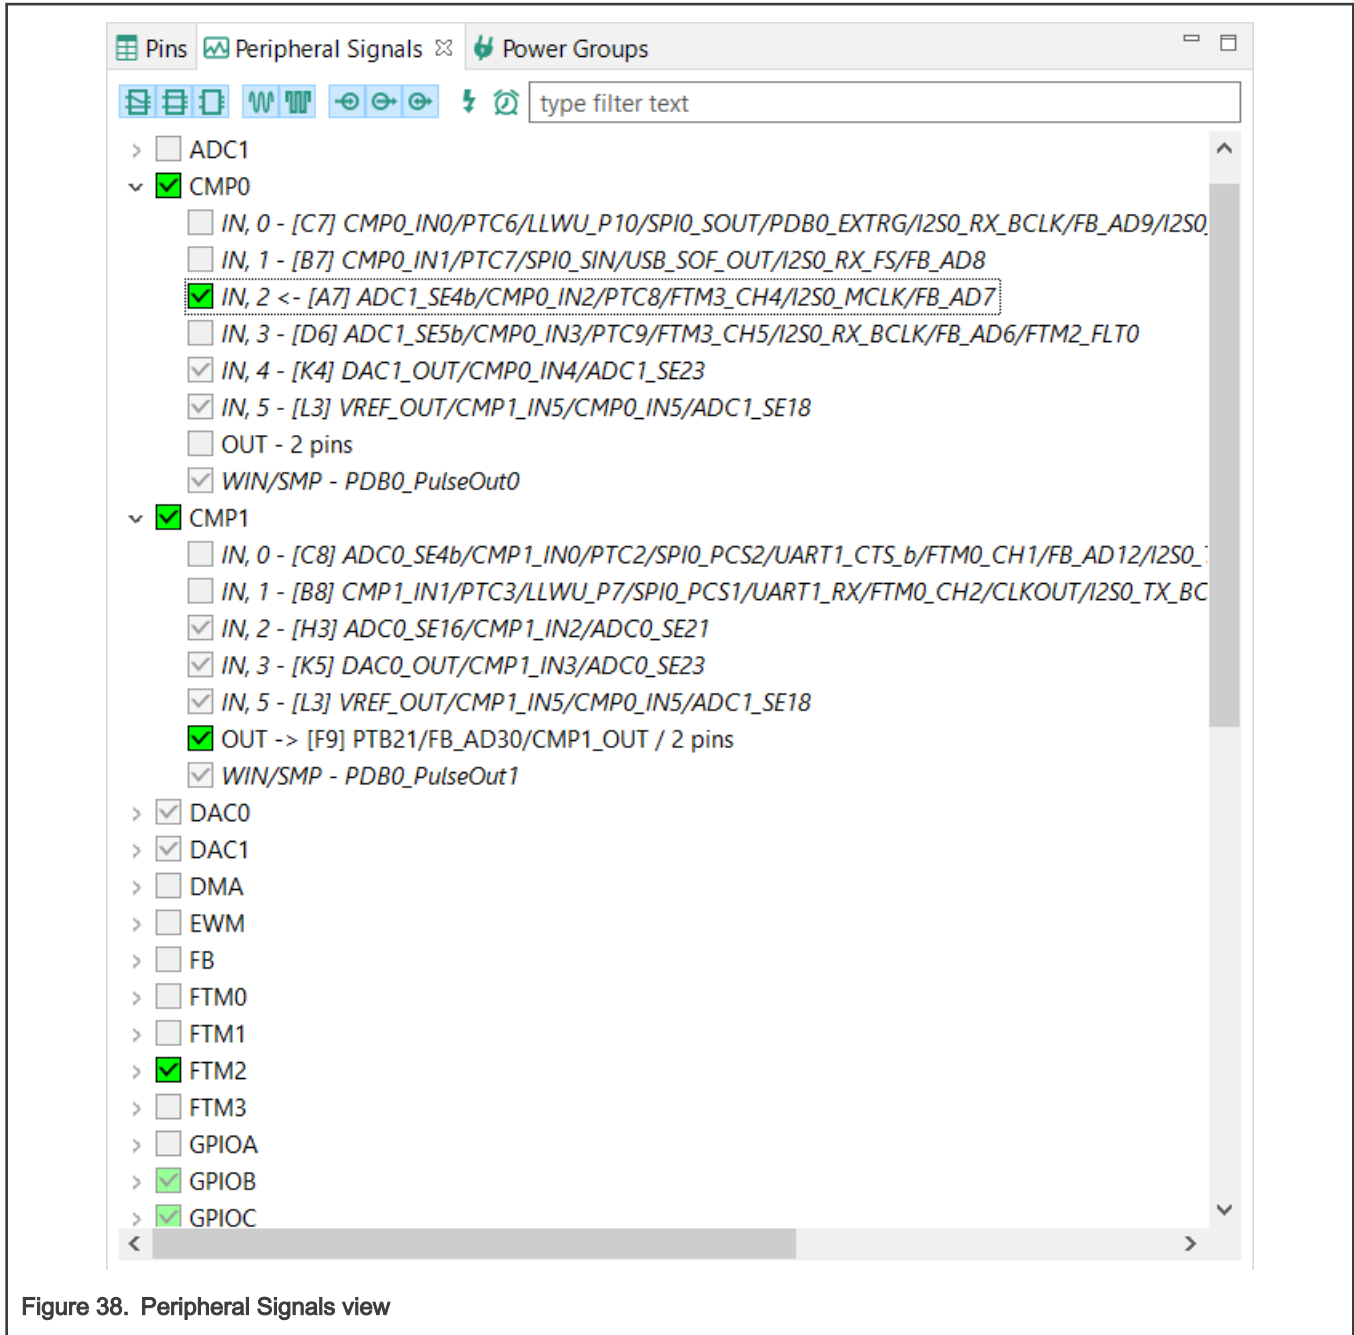 Pins Peripheral Signals Power Groups
type filter text
ADC1
CMP0
IN, 0 - [C7] CMP0_IN0/PTC6/LLWU_P10/SPI0_SOUT/PDB0_EXTRG/I2S0_RX_BCLK/FB_AD9/I2S0_
IN, 1 - [B7] CMP0_IN1/PTC7/SPI0_SIN/USB_SOF_OUT/I2S0_RX_FS/FB_AD8
IN, 2 <- [A7] ADC1_SE4b/CMP0_IN2/PTC8/FTM3_CH4/I2S0_MCLK/FB_AD7
IN, 3 - [D6] ADC1_SE5b/CMP0_IN3/PTC9/FTM3_CH5/I2S0_RX_BCLK/FB_AD6/FTM2_FLT0
IN, 4 - [K4] DAC1_OUT/CMP0_IN4/ADC1_SE23
IN, 5 - [L3] VREF_OUT/CMP1_IN5/CMP0_IN5/ADC1_SE18
OUT - 2 pins
WIN/SMP - PDB0_PulseOut0
CMP1
IN, 0 - [C8] ADC0_SE4b/CMP1_IN0/PTC2/SPI0_PCS2/UART1_CTS_b/FTM0_CH1/FB_AD12/I2S0_
IN, 1 - [B8] CMP1_IN1/PTC3/LLWU_P7/SPI0_PCS1/UART1_RX/FTM0_CH2/CLKOUT/I2S0_TX_BC
IN, 2 - [H3] ADC0_SE16/CMP1_IN2/ADC0_SE21
IN, 3 - [K5] DAC0_OUT/CMP1_IN3/ADC0_SE23
IN, 5 - [L3] VREF_OUT/CMP1_IN5/CMP0_IN5/ADC1_SE18
OUT -> [F9] PTB21/FB_AD30/CMP1_OUT / 2 pins
WIN/SMP - PDB0_PulseOut1
DAC0
DAC1
DMA
EWM
FB
FTM0
FTM1
FTM2
FTM3
GPIOA
GPIOB
GPIOC
Figure 38. Peripheral Signals view